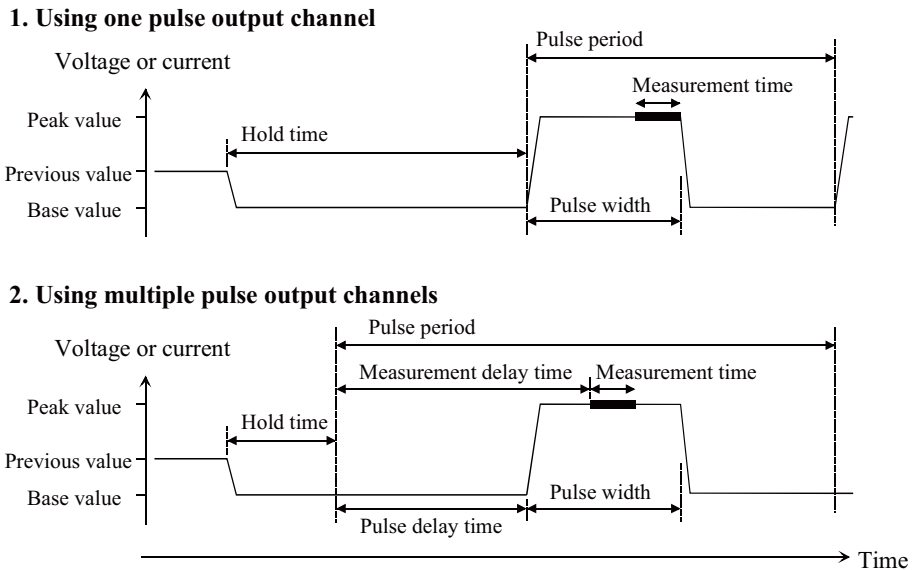 1. Using one pulse output channel
Pulse period
Voltage or current
Measurement time
Peak value
Hold time
Previous value
Base value
Pulse width
2. Using multiple pulse output channels
Pulse period
Voltage or current
Measurement delay time
Measurement time
Peak value
Hold time
Previous value
Base value
Pulse width
Pulse delay time
Time